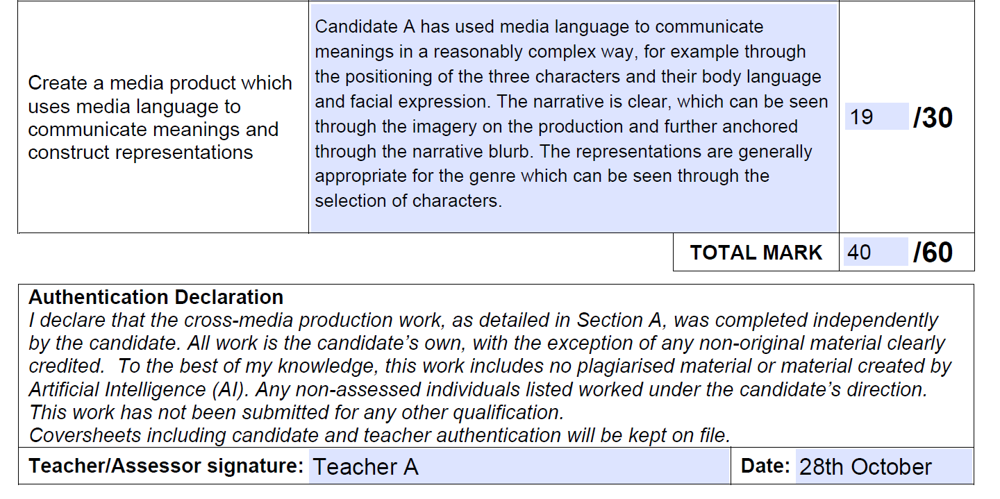 Create a media product which
uses media language to
communicate meanings and
construct representations
Candidate A has used media language to communicate
meanings in a reasonably complex way, for example through
the positioning of the three characters and their body language
and facial expression. The narrative is clear, which can be seen
through the imagery on the production and further anchored
through the narrative blurb. The representations are generally
appropriate for the genre which can be seen through the
selection of characters.
19 /30
TOTAL MARK 40 /60
Authentication Declaration
I declare that the cross-media production work, as detailed in Section A, was completed independently
by the candidate. All work is the candidate’s own, with the exception of any non-original material clearly
credited.  To the best of my knowledge, this work includes no plagiarised material or material created by
Artificial Intelligence (AI). Any non-assessed individuals listed worked under the candidate’s direction.
This work has not been submitted for any other qualification.
Coversheets including candidate and teacher authentication will be kept on file.
Teacher/Assessor signature: Teacher A Date: 28th October